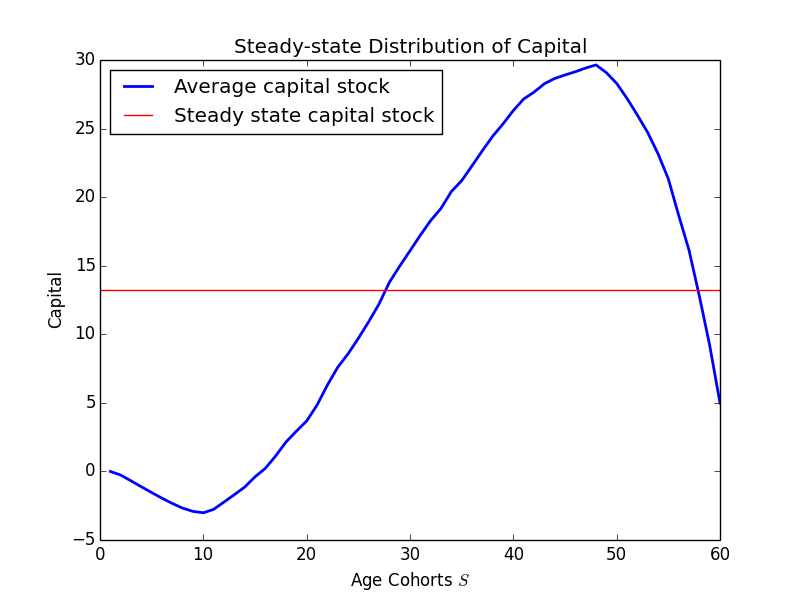 Steady-state Distribution of Capital
Average capital stock
Steady state capital stock
30
25
20
15
10
5
0
−5
Capital
0 10 20 30 40 50 60
Age Cohorts S